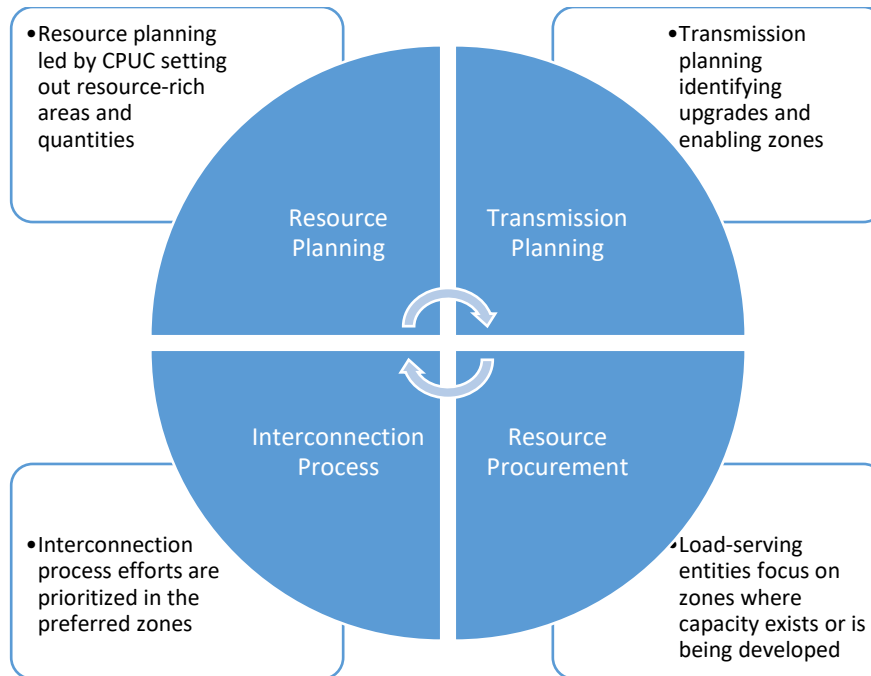 •Resource planning
led by CPUC setting
out resource-rich
areas and
quantities
•Transmission
planning
identifying
upgrades and
enabling zones
Resource
Planning
Transmission
Planning
Interconnection
Process
Resource
Procurement
•Interconnection
process efforts are
prioritized in the
preferred zones
•Load-serving
entities focus on
zones where
capacity exists or is
being developed